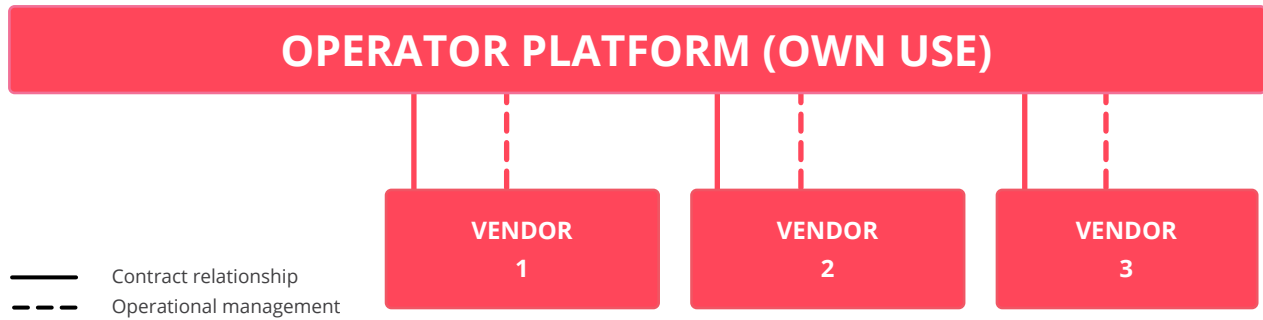 OPERATOR PLATFORM (OWN USE)
VENDOR
1
VENDOR
2
VENDOR
3
Contract relationship
Operational management